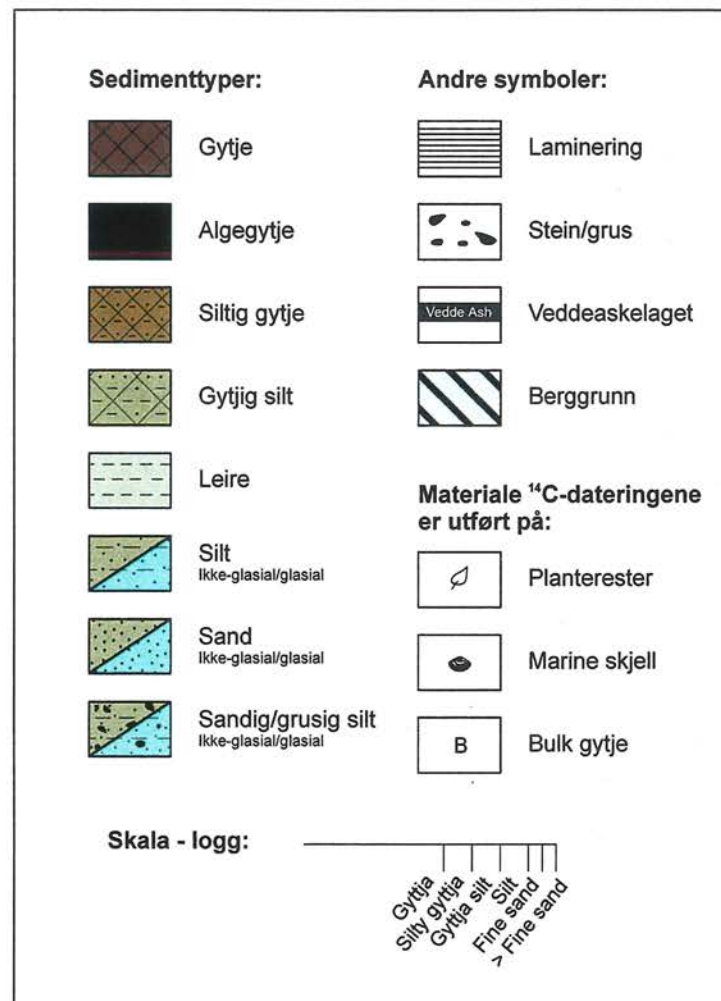 Sedimenttyper:
Gytje
Algegytje
Siltig gytje
Gytjig silt
Leire
Silt
Ikke-glasial/glasial
Sand
Ikke-glasial/glasial
Sandig/grusig silt
Ikke-glasial/glasial
Andre symboler:
Laminering
Stein/grus
Vedde Ash
Veddeaskelaget
Berggrunn
Materiale ¹⁴C-dateringene
er utført på:
Planterester
Marine skjell
B
Bulk gytje
Skala - logg:
Gyttja
Silty gyttja
Gyttja silt
Silt
Fine sand
> Fine sand